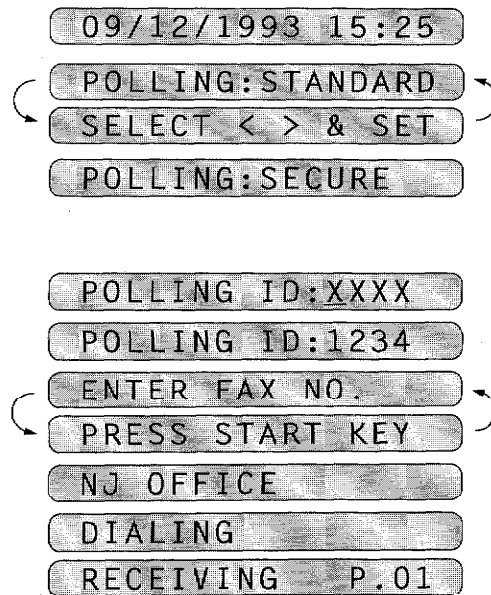 09/12/1993 15:25
POLLING:STANDARD
SELECT < > & SET
POLLING:SECURE
POLLING ID:XXXX
POLLING ID:1234
ENTER FAX NO.
PRESS START KEY
NJ OFFICE
DIALING
RECEIVING P.01